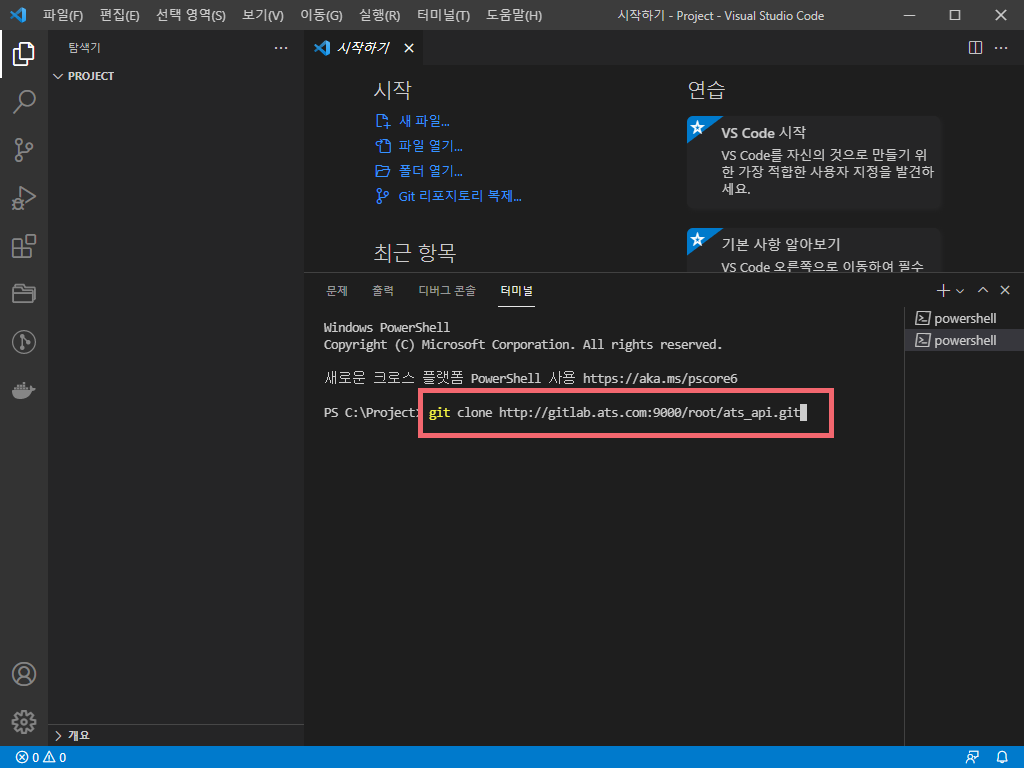 파일(F) 편집(E) 선택 영역(S) 보기(V) 이동(G) 실행(R) 터미널(T) 도움말(H) 시작하기 - Project - Visual Studio Code
탐색기
PROJECT
개요
시작하기
시작
새 파일...
파일 열기...
폴더 열기...
Git 리포지토리 복제...
최근 항목
연습
VS Code 시작
VS Code를 자신의 것으로 만들기 위
한 가장 적합한 사용자 지정을 발견하
세요.
기본 사항 알아보기
VS Code 오른쪽으로 이동하여 필수
문제 출력 디버그 콘솔 터미널
Windows PowerShell
Copyright (C) Microsoft Corporation. All rights reserved.
새로운 크로스 플랫폼 PowerShell 사용 https://aka.ms/pscore6
PS C:\Project> git clone http://gitlab.ats.com:9000/root/ats_api.git
powershell
powershell
0 0